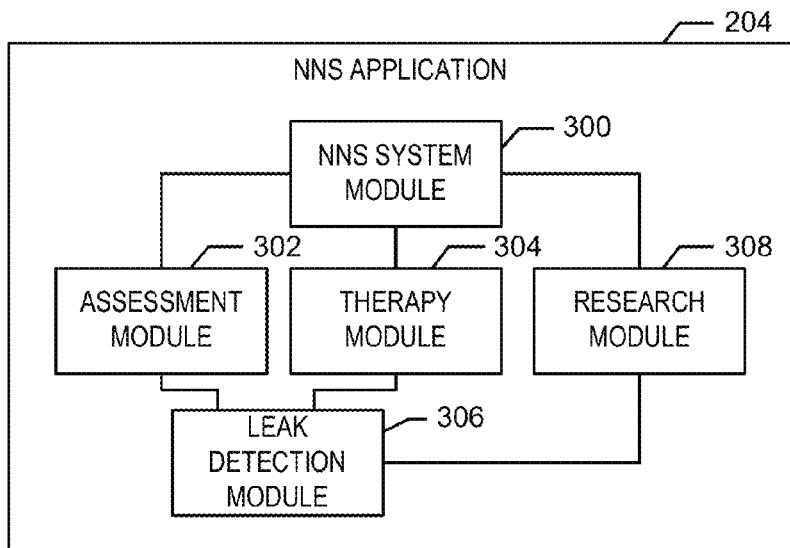 204
NNS APPLICATION
NNS SYSTEM
MODULE
300
302
304
308
ASSESSMENT
MODULE
THERAPY
MODULE
RESEARCH
MODULE
LEAK
DETECTION
MODULE
306